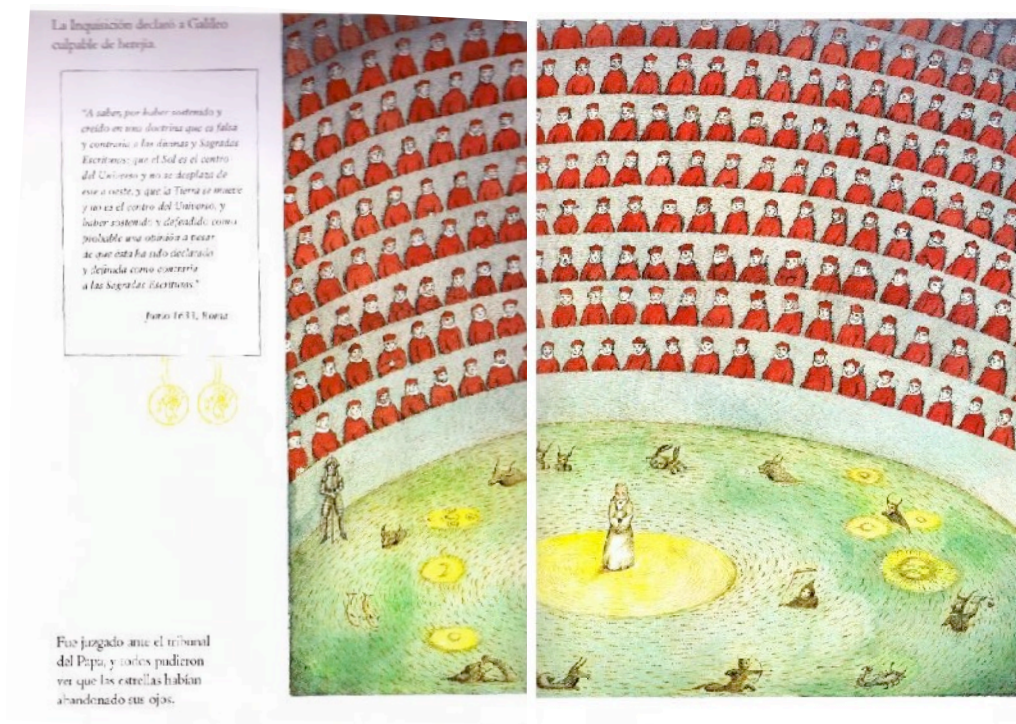 La Inquisición declaró a Galileo
culpable de herejía.
"A saber, por haber sostenido y
creído en una doctrina que es falsa
y contraria a las divinas y Sagradas
Escrituras: que el Sol es el centro
del Universo y no se desplaza de
este a oeste, y que la Tierra se mueve
y no es el centro del Universo, y
haber sostenido y defendido como
probable una opinión a pesar
de que ésta ha sido declarada
y definida como contraria
a las Sagradas Escrituras."
Junio 1633, Roma
Fue juzgado ante el tribunal
del Papa, y todos pudieron
ver que las estrellas habían
abandonado sus ojos.